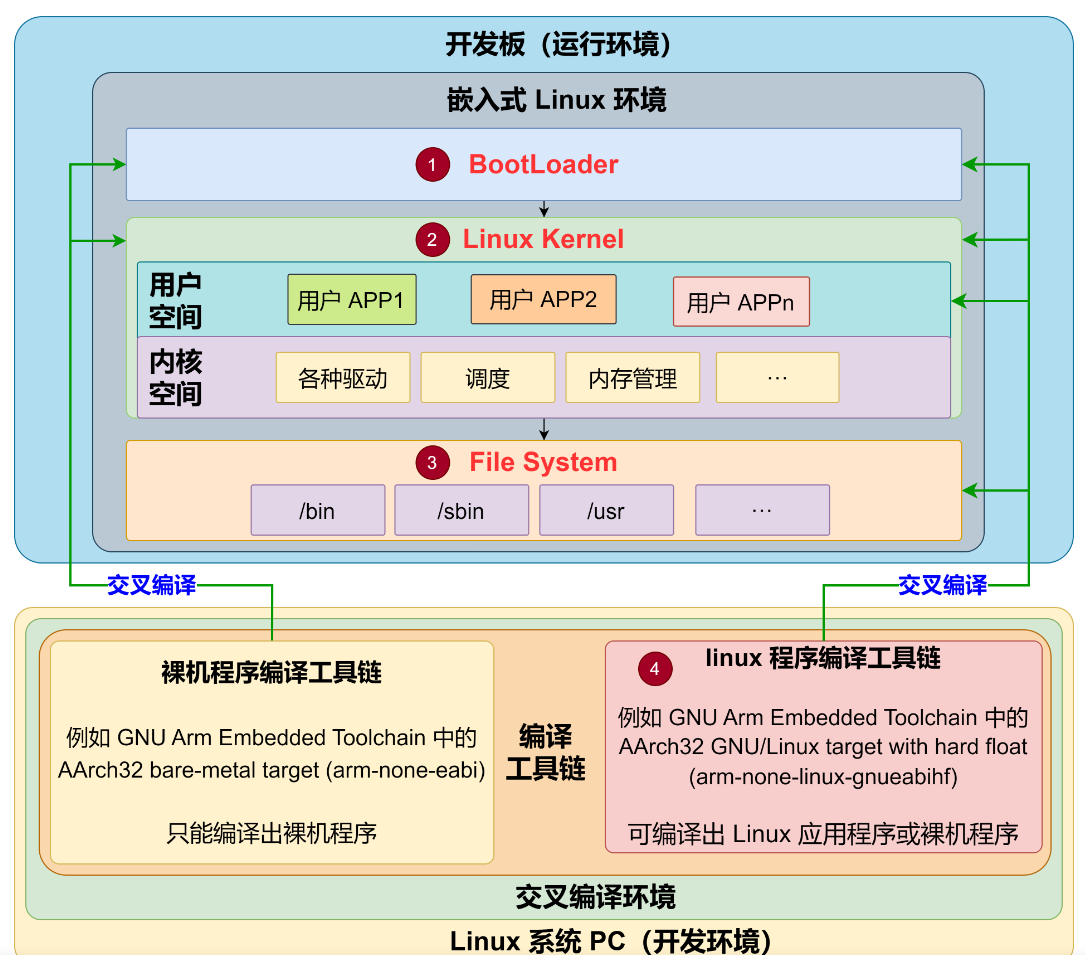 开发板（运行环境）
嵌入式 Linux 环境
1 BootLoader
2 Linux Kernel
用户
空间
用户 APP1
用户 APP2
用户 APPn
内核
空间
各种驱动
调度
内存管理
…
3 File System
/bin
/sbin
/usr
…
交叉编译
交叉编译
裸机程序编译工具链
例如 GNU Arm Embedded Toolchain 中的
AArch32 bare-metal target (arm-none-eabi)
只能编译出裸机程序
编译
工具链
4 linux 程序编译工具链
例如 GNU Arm Embedded Toolchain 中的
AArch32 GNU/Linux target with hard float
(arm-none-linux-gnueabihf)
可编译出 Linux 应用程序或裸机程序
交叉编译环境
Linux 系统 PC（开发环境）